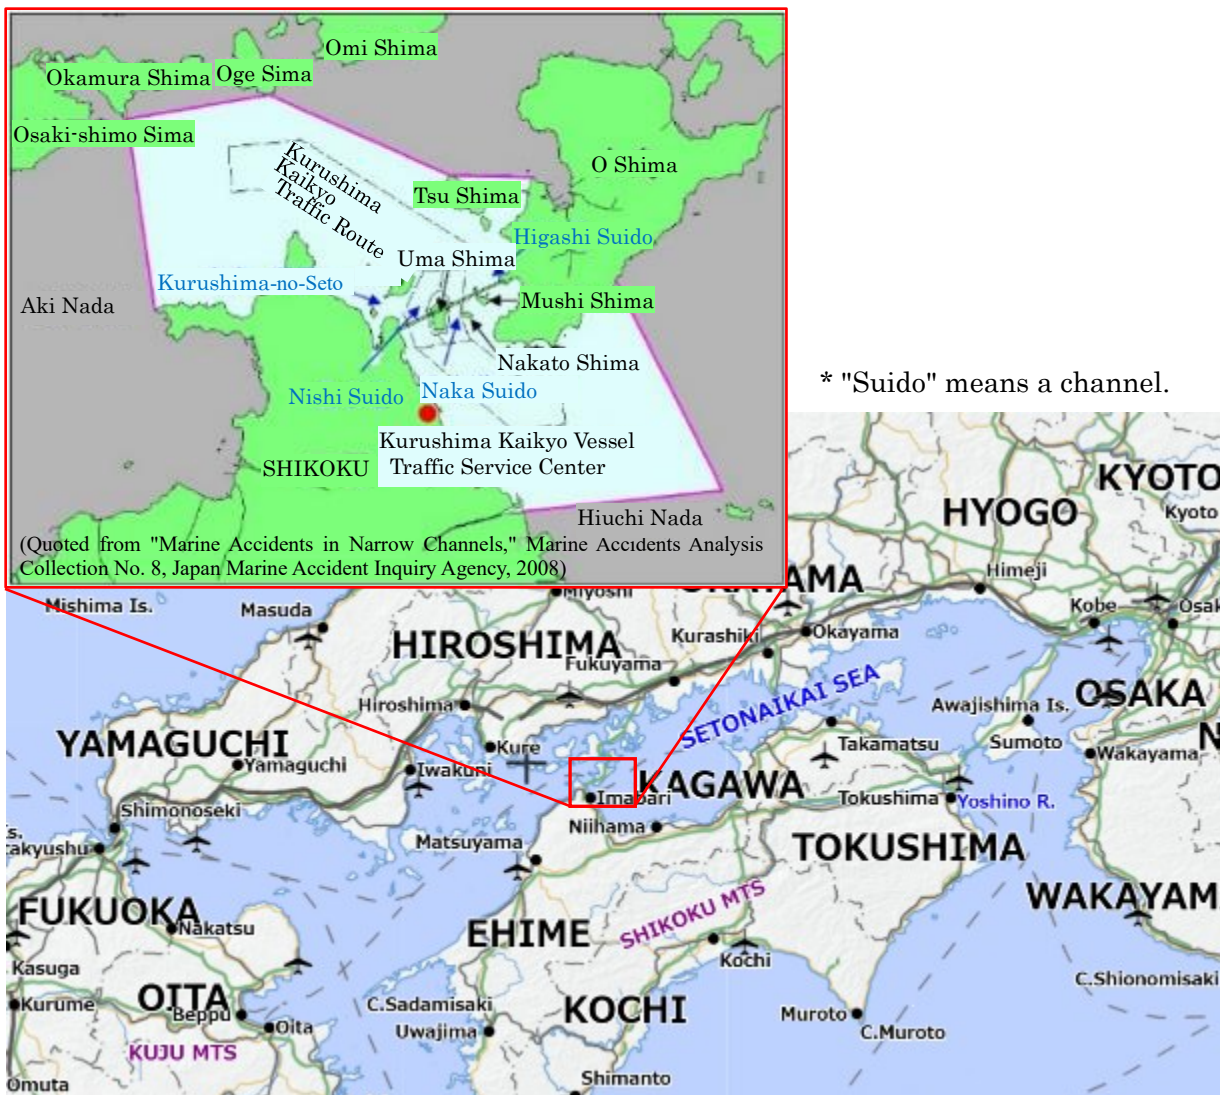 Omi Shima
Okamura Shima
Oge Sima
Osaki-shimo Sima
O Shima
Kurushima
Kaikyo
Traffic Route
Tsu Shima
Higashi Suido
Uma Shima
Kurushima-no-Seto
Mushi Shima
Aki Nada
Nakato Shima
Nishi Suido
Naka Suido
Kurushima Kaikyo Vessel
Traffic Service Center
SHIKOKU
Hiuchi Nada
(Quoted from "Marine Accidents in Narrow Channels," Marine Accidents Analysis
Collection No. 8, Japan Marine Accident Inquiry Agency, 2008)
* "Suido" means a channel.
KYOTO
HYOGO
Kyoto
Himeji
Miyoshi
Mishima Is.
Masuda
Kobe
HIROSHIMA
Kurashiki
Okayama
Fukuyama
SETONAIKAI SEA
OSAKA
Hiroshima
Awajishima Is.
YAMAGUCHI
Kure
Takamatsu
Sumoto
Wakayama
Yamaguchi
Iwakuni
KAGAWA
Imabari
Tokushima
Yoshino R.
Shimonoseki
Niihama
Matsuyama
TOKUSHIMA
FUKUOKA
SHIKOKU MTS
WAKAYAM
Nakatsu
EHIME
Kochi
Kasuga
C.Shionomisaki
OITA
Kurume
Beppu
Oita
C.Sadamisaki
KOCHI
Muroto
Uwajima
C.Muroto
KUJU MTS
Shimanto
Omuta